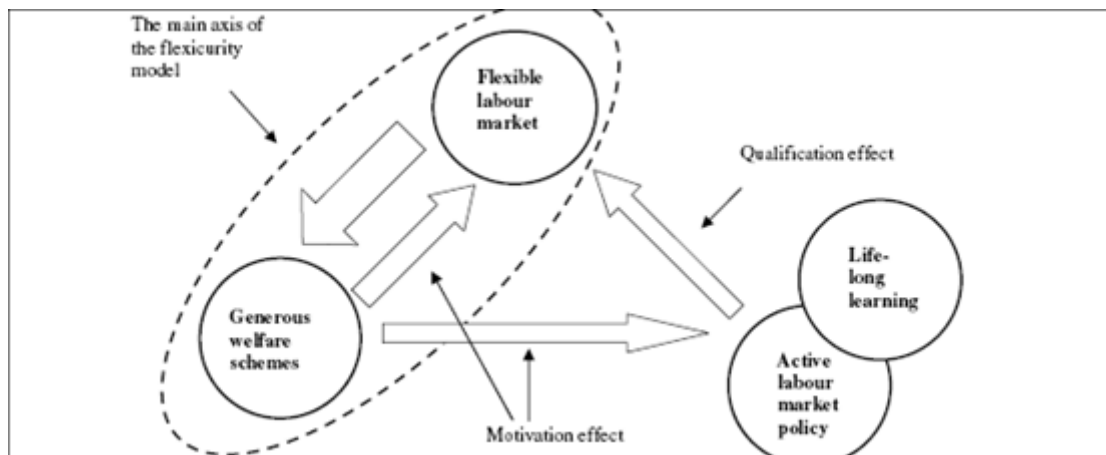 The main axis of
the flexicurity
model
Flexible
labour
market
Qualification effect
Life-
long
learning
Generous
welfare
schemes
Active
labour
market
policy
Motivation effect